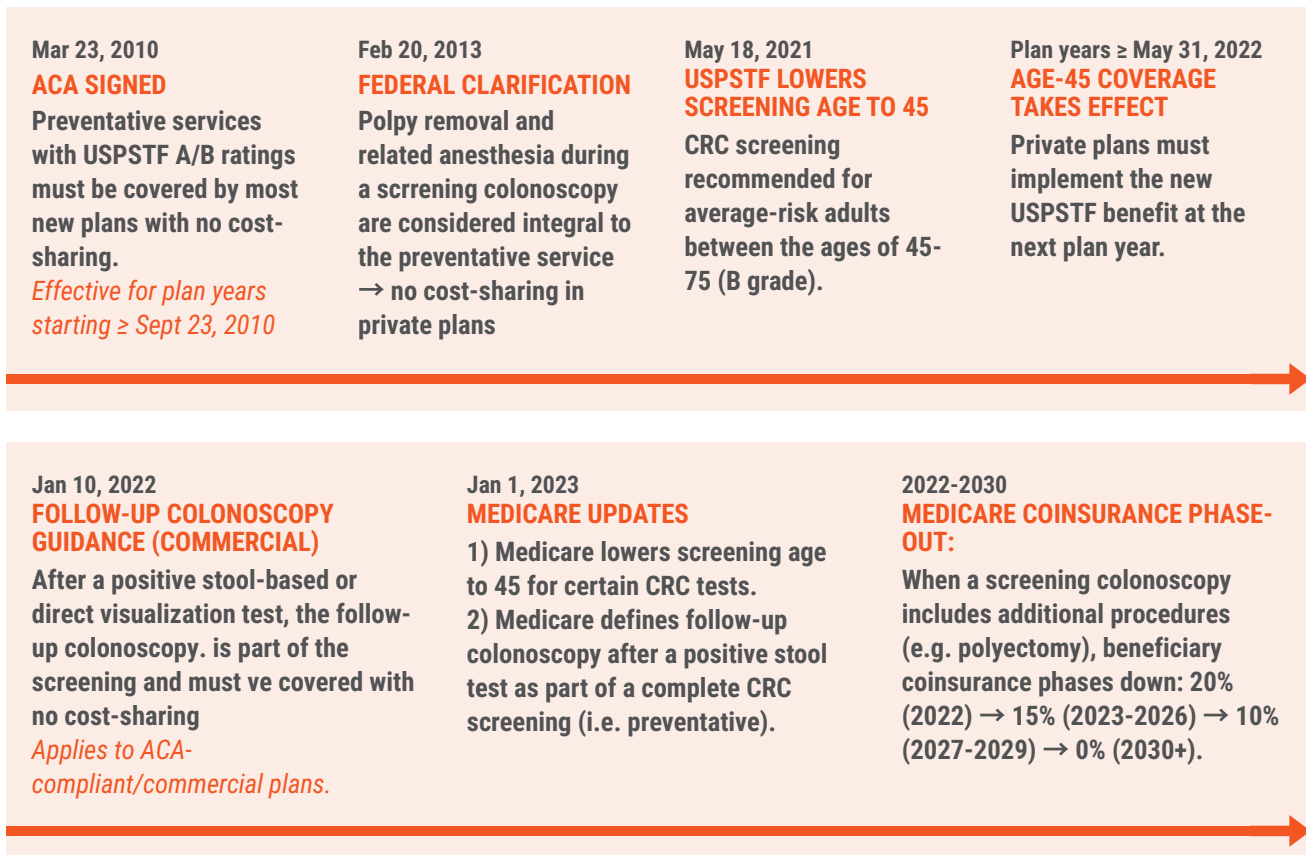 Mar 23, 2010
ACA SIGNED
Preventative services
with USPSTF A/B ratings
must be covered by most
new plans with no cost-
sharing.
Effective for plan years
starting ≥ Sept 23, 2010
Feb 20, 2013
FEDERAL CLARIFICATION
Polpy removal and
related anesthesia during
a scrrening colonoscopy
are considered integral to
the preventative service
→ no cost-sharing in
private plans
May 18, 2021
USPSTF LOWERS
SCREENING AGE TO 45
CRC screening
recommended for
average-risk adults
between the ages of 45-
75 (B grade).
Plan years ≥ May 31, 2022
AGE-45 COVERAGE
TAKES EFFECT
Private plans must
implement the new
USPSTF benefit at the
next plan year.
Jan 10, 2022
FOLLOW-UP COLONOSCOPY
GUIDANCE (COMMERCIAL)
After a positive stool-based or
direct visualization test, the follow-
up colonoscopy. is part of the
screening and must ve covered with
no cost-sharing
Applies to ACA-
compliant/commercial plans.
Jan 1, 2023
MEDICARE UPDATES
1) Medicare lowers screening age
to 45 for certain CRC tests.
2) Medicare defines follow-up
colonoscopy after a positive stool
test as part of a complete CRC
screening (i.e. preventative).
2022-2030
MEDICARE COINSURANCE PHASE-
OUT:
When a screening colonoscopy
includes additional procedures
(e.g. polyectomy), beneficiary
coinsurance phases down: 20%
(2022) → 15% (2023-2026) → 10%
(2027-2029) → 0% (2030+).